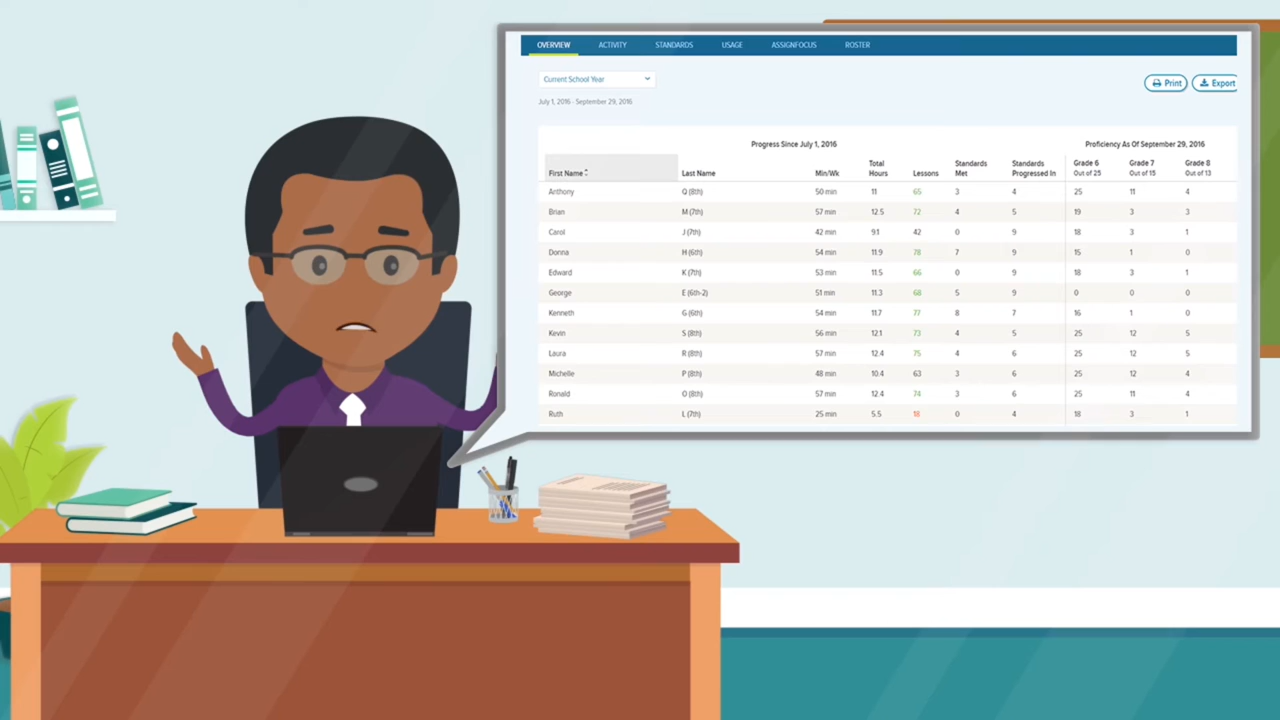 OVERVIEW ACTIVITY STANDARDS USAGE ASSIGNFOCUS ROSTER
Current School Year
Print Export
July 1, 2016 - September 29, 2016
Progress Since July 1, 2016 Proficiency As Of September 29, 2016
First Name Last Name Min/Wk Total Hours Lessons Standards Met Standards Progressed In Grade 6 Out of 25 Grade 7 Out of 15 Grade 8 Out of 13
Anthony Q (8th) 50 min 11 65 3 4 25 11 4
Brian M (7th) 57 min 12.5 72 4 5 19 3 3
Carol J (7th) 42 min 9.1 42 0 9 18 3 1
Donna H (6th) 54 min 11.9 78 7 9 15 1 0
Edward K (7th) 53 min 11.5 66 0 9 18 3 1
George E (6th-2) 51 min 11.3 68 5 9 0 0 0
Kenneth G (6th) 54 min 11.7 77 8 7 16 1 0
Kevin S (8th) 56 min 12.1 73 4 5 25 12 5
Laura R (8th) 57 min 12.4 75 4 6 25 12 5
Michelle P (8th) 48 min 10.4 63 3 6 25 12 4
Ronald O (8th) 57 min 12.4 74 3 6 25 11 4
Ruth L (7th) 25 min 5.5 18 0 4 18 3 1